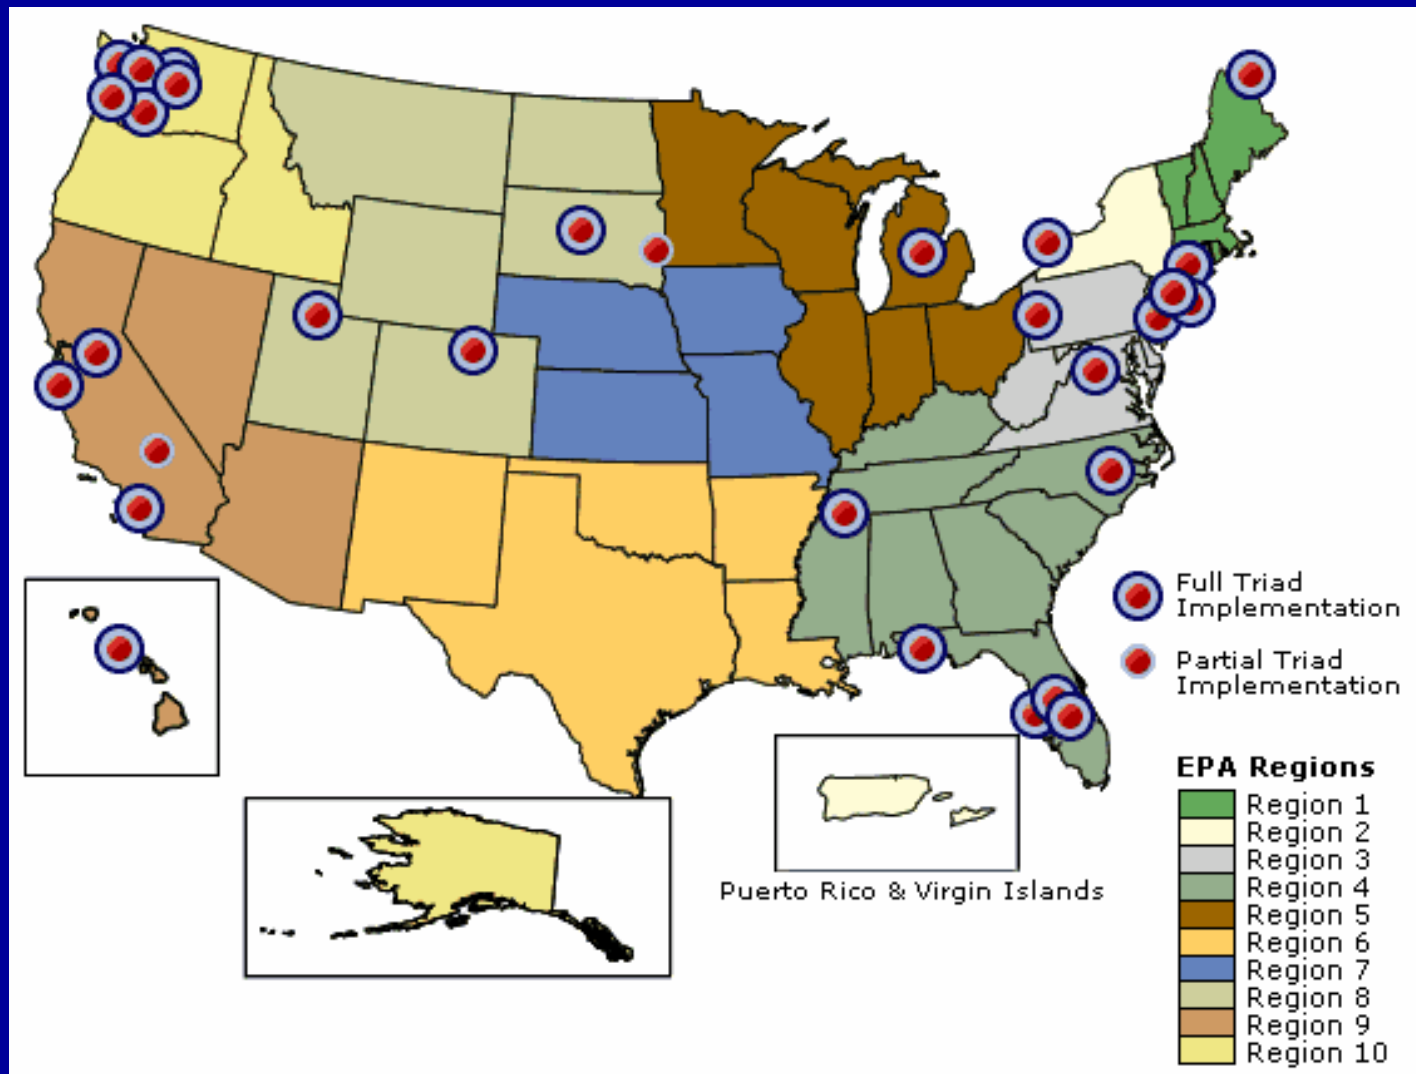 Full Triad
Implementation
Partial Triad
Implementation
Puerto Rico & Virgin Islands
EPA Regions
Region 1
Region 2
Region 3
Region 4
Region 5
Region 6
Region 7
Region 8
Region 9
Region 10